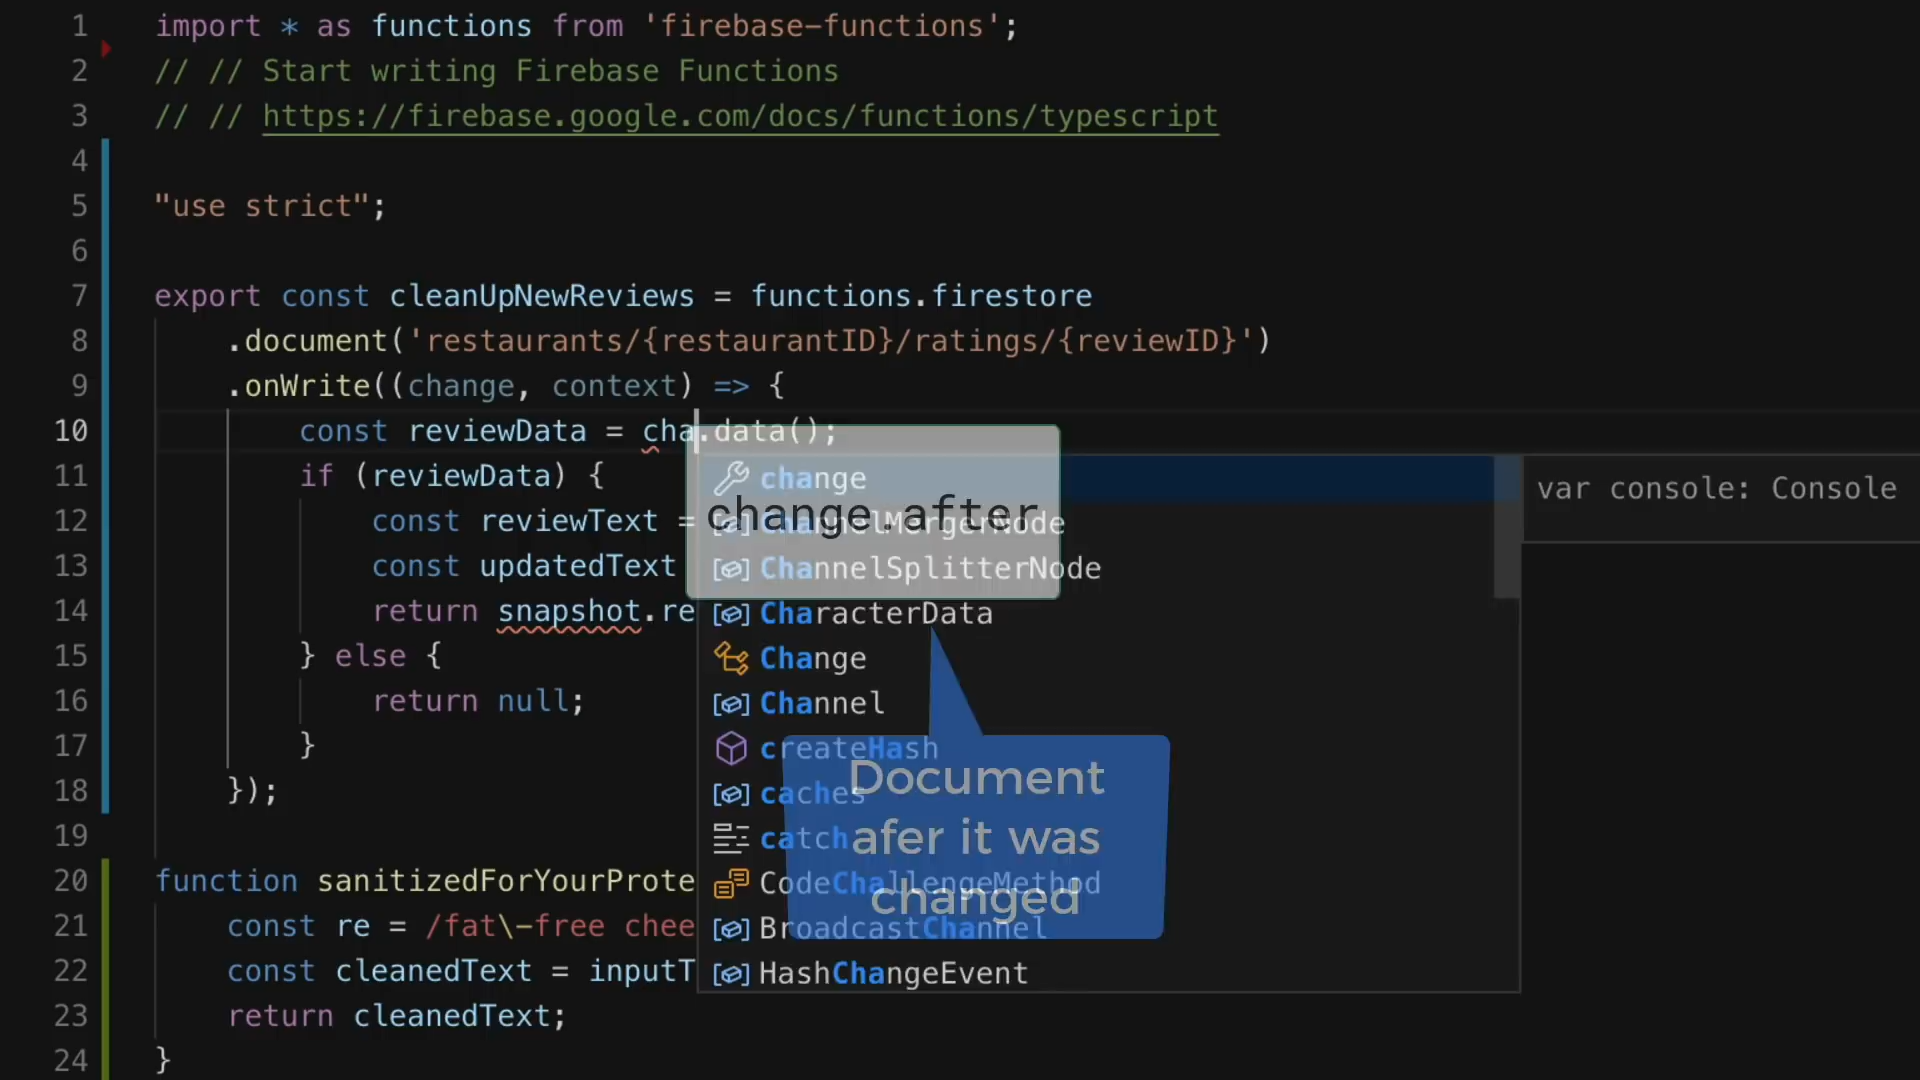 1 import * as functions from 'firebase-functions';
2 // // Start writing Firebase Functions
3 // // https://firebase.google.com/docs/functions/typescript
4
5 "use strict";
6
7 export const cleanUpNewReviews = functions.firestore
8 .document('restaurants/{restaurantID}/ratings/{reviewID}')
9 .onWrite((change, context) => {
10 const reviewData = cha.data();
11 if (reviewData) {
12 const reviewText =
13 const updatedText
14 return snapshot.re
15 } else {
16 return null;
17 }
18 });
19
20 function sanitizedForYourProte
21 const re = /fat\-free chee
22 const cleanedText = inputT
23 return cleanedText;
24 }
change
change.after
ChannelMergerNode
ChannelSplitterNode
CharacterData
Change
Channel
createHash
caches
catch
CodeChallengeMethod
BroadcastChannel
HashChangeEvent
var console: Console
Document
afer it was
changed